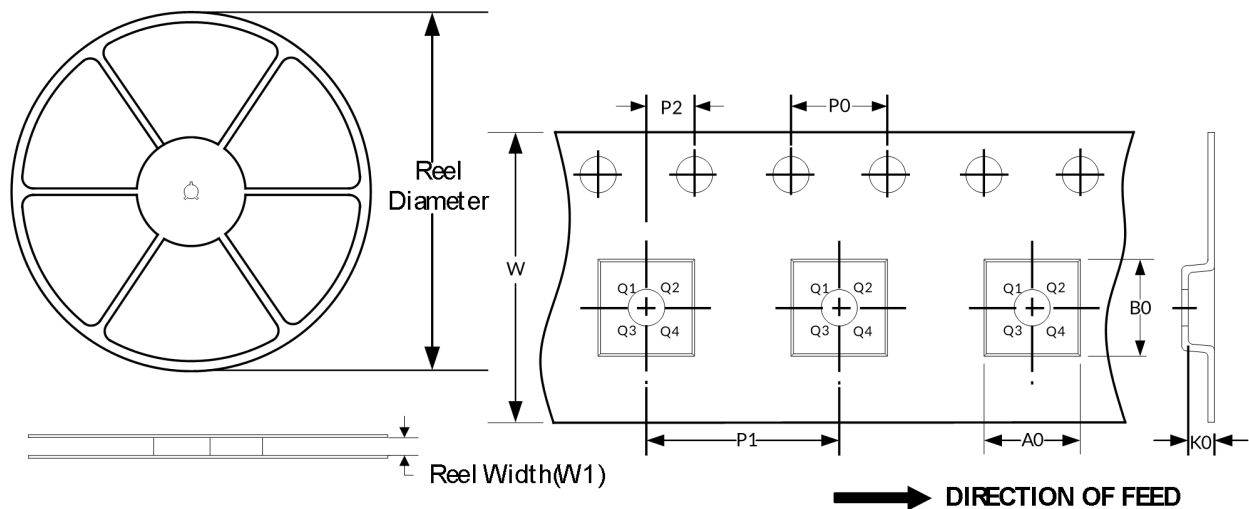 Reel
Diameter
Reel Width(W1)
P2
P0
W
Q1 Q2
Q3 Q4
Q1 Q2
Q3 Q4
Q1 Q2
Q3 Q4
B0
P1
A0
K0
DIRECTION OF FEED